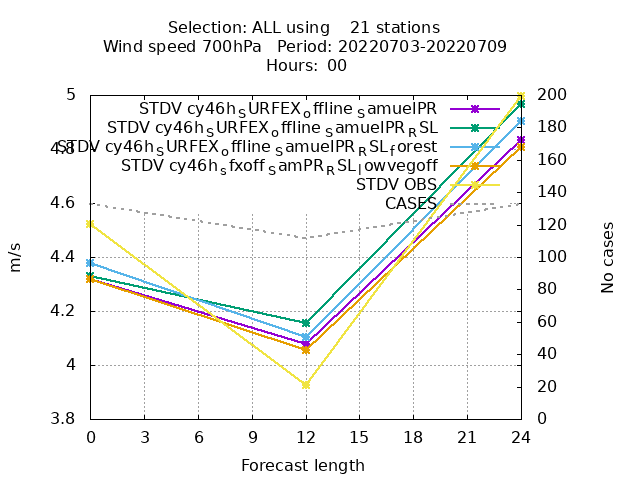 Selection: ALL using 21 stations
Wind speed 700hPa Period: 20220703-20220709
Hours: 00
5
4.8
4.6
4.4
4.2
4
3.8
m/s
STDV cy46h_SURFEX_offline_SamuelPR
STDV cy46h_SURFEX_offline_SamuelPR_RSL
STDV cy46h_SURFEX_offline_SamuelPR_RSL_forest
STDV cy46h_sfxoff_SamPR_RSL_lowvegoff
STDV OBS
CASES
200
180
160
140
120
100
80
60
40
20
0
No cases
0 3 6 9 12 15 18 21 24
Forecast length